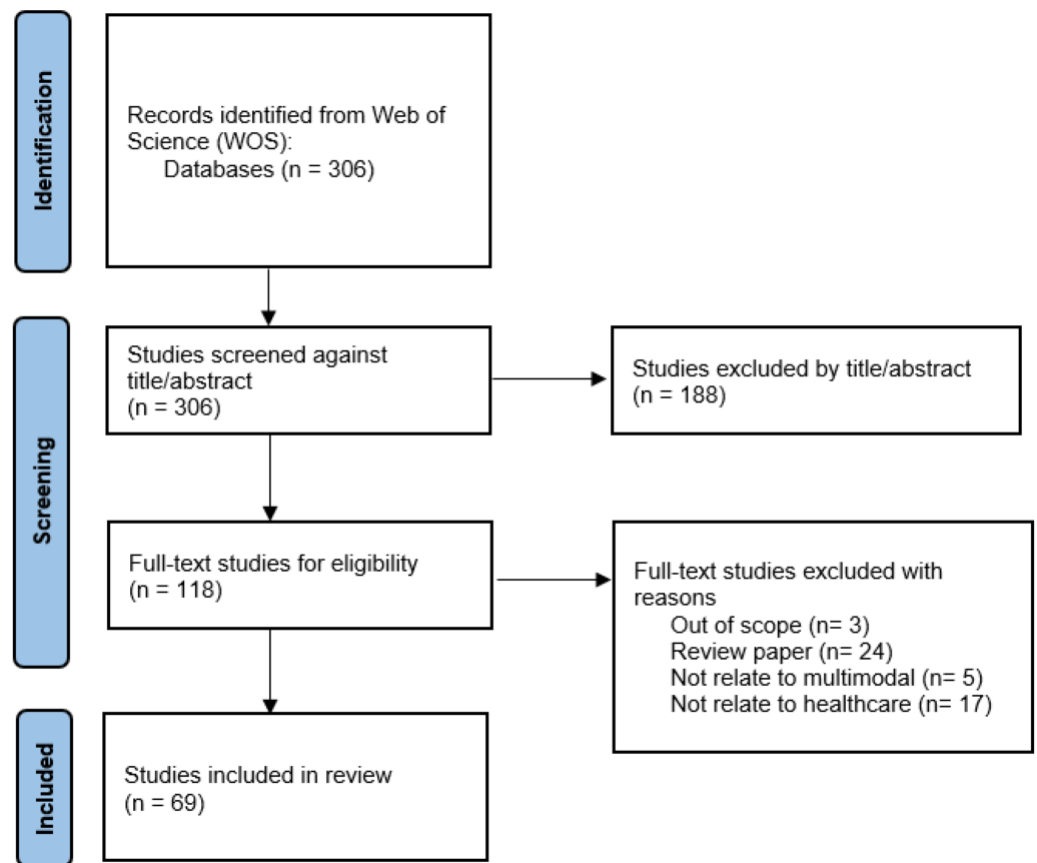 Identification
Records identified from Web of
Science (WOS):
Databases (n = 306)
Screening
Studies screened against
title/abstract
(n = 306)
Studies excluded by title/abstract
(n = 188)
Full-text studies for eligibility
(n = 118)
Full-text studies excluded with
reasons
Out of scope (n= 3)
Review paper (n= 24)
Not relate to multimodal (n= 5)
Not relate to healthcare (n= 17)
Included
Studies included in review
(n = 69)